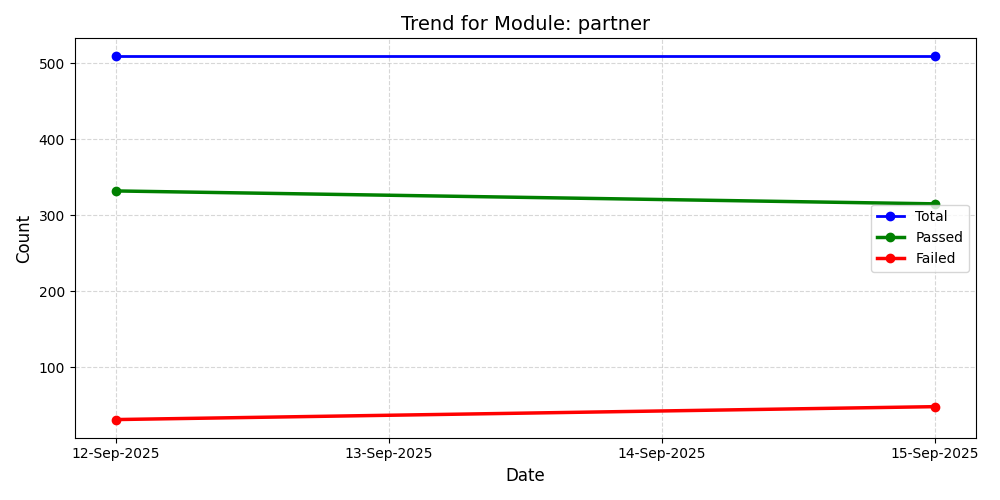 Trend for Module: partner
500
400
300
200
100
Count
Total
Passed
Failed
12-Sep-2025
13-Sep-2025
14-Sep-2025
15-Sep-2025
Date